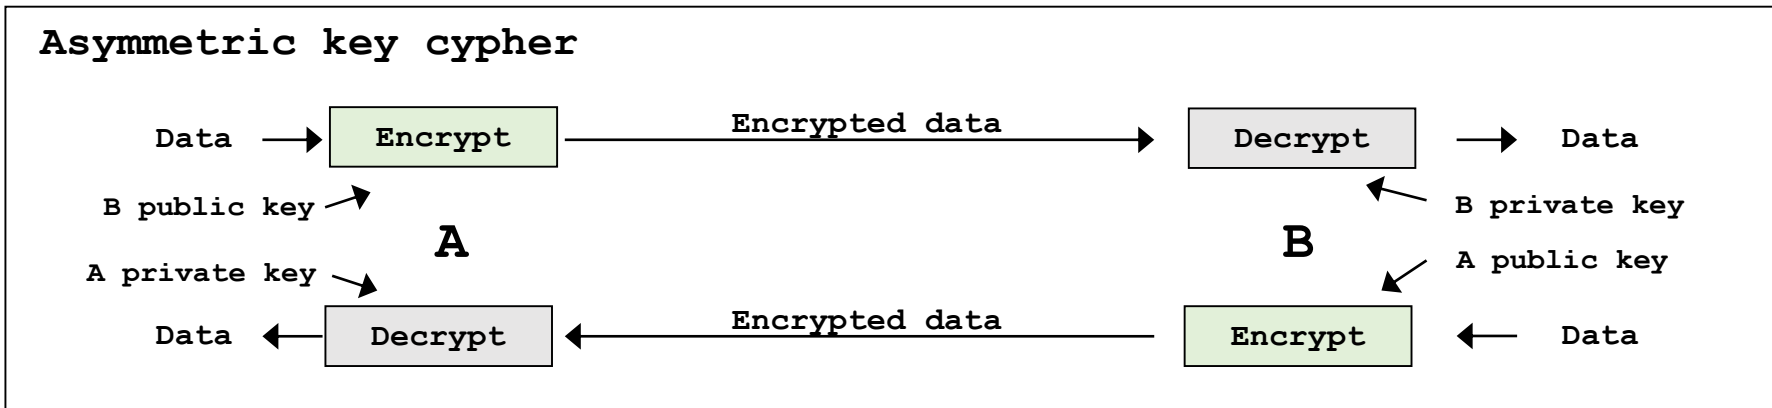 Asymmetric key cypher
Data Encrypt Encrypted data Decrypt Data
B public key B private key
A B
A private key A public key
Data Decrypt Encrypted data Encrypt Data